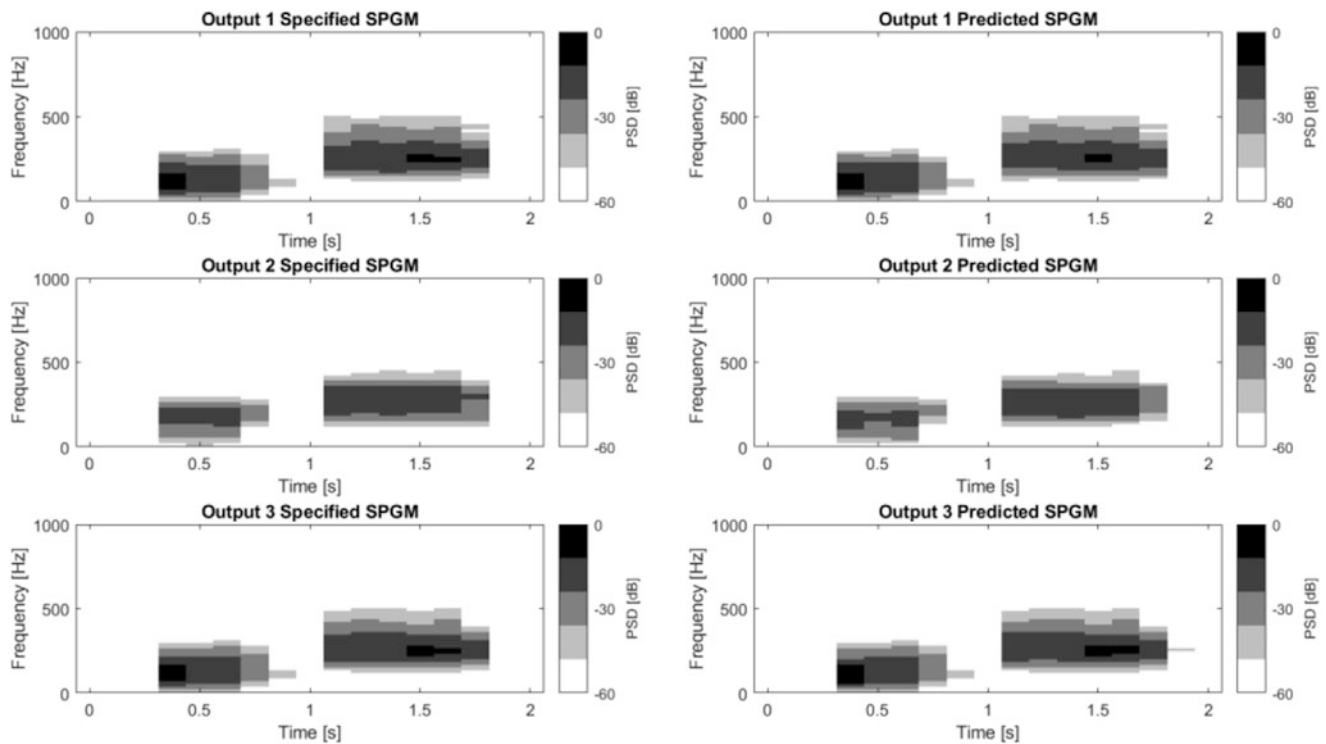 Output 1 Specified SPGM
1000
500
0
Frequency [Hz]
0 0.5 1 1.5 2
Time [s]
0
-30
-60
PSD [dB]
Output 1 Predicted SPGM
1000
500
0
Frequency [Hz]
0 0.5 1 1.5 2
Time [s]
0
-30
-60
PSD [dB]
Output 2 Specified SPGM
1000
500
0
Frequency [Hz]
0 0.5 1 1.5 2
Time [s]
0
-30
-60
PSD [dB]
Output 2 Predicted SPGM
1000
500
0
Frequency [Hz]
0 0.5 1 1.5 2
Time [s]
0
-30
-60
PSD [dB]
Output 3 Specified SPGM
1000
500
0
Frequency [Hz]
0 0.5 1 1.5 2
Time [s]
0
-30
-60
PSD [dB]
Output 3 Predicted SPGM
1000
500
0
Frequency [Hz]
0 0.5 1 1.5 2
Time [s]
0
-30
-60
PSD [dB]